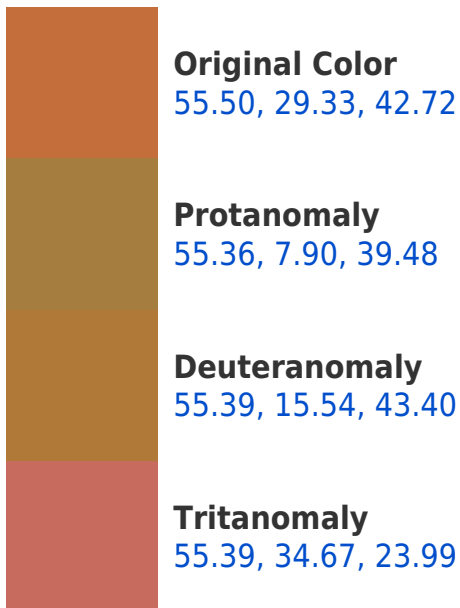 Original Color
55.50, 29.33, 42.72
Protanomaly
55.36, 7.90, 39.48
Deuteranomaly
55.39, 15.54, 43.40
Tritanomaly
55.39, 34.67, 23.99